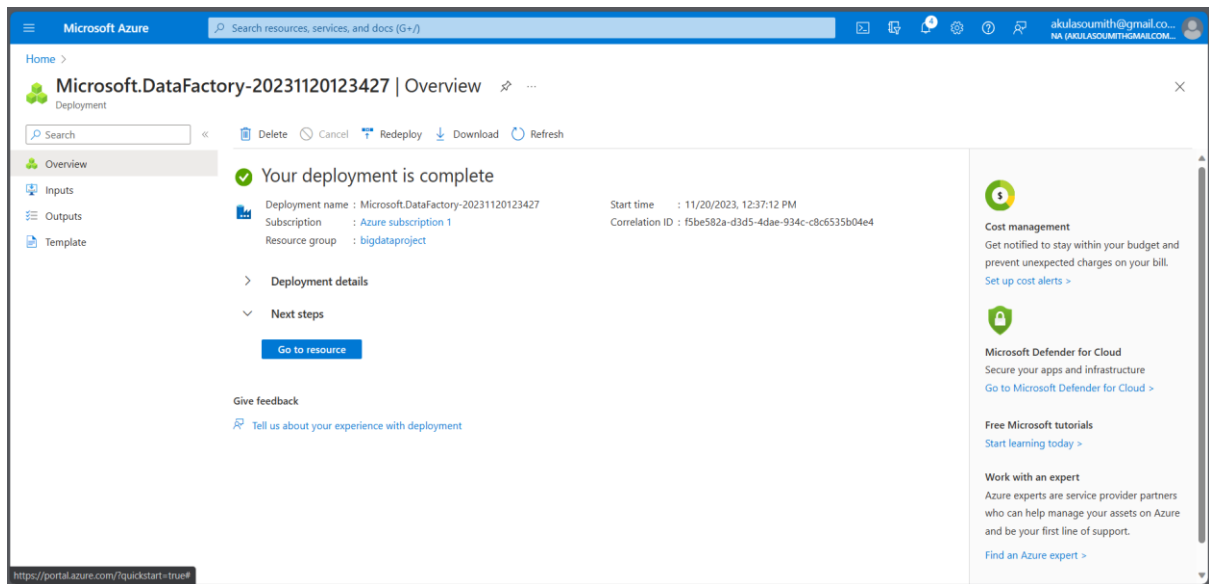 Microsoft Azure
Search resources, services, and docs (G+/)
4
akulasoumith@gmail.co...
NA (AKULASOUMITHGMAILCOM...
Home >
Microsoft.DataFactory-20231120123427 | Overview
Deployment
Search
Delete Cancel Redeploy Download Refresh
Overview
Inputs
Outputs
Template
Your deployment is complete
Deployment name : Microsoft.DataFactory-20231120123427
Subscription : Azure subscription 1
Resource group : bigdataproject
Start time : 11/20/2023, 12:37:12 PM
Correlation ID : f5be582a-d3d5-4dae-934c-c8c6535b04e4
Deployment details
Next steps
Go to resource
Give feedback
Tell us about your experience with deployment
Cost management
Get notified to stay within your budget and
prevent unexpected charges on your bill.
Set up cost alerts >
Microsoft Defender for Cloud
Secure your apps and infrastructure
Go to Microsoft Defender for Cloud >
Free Microsoft tutorials
Start learning today >
Work with an expert
Azure experts are service provider partners
who can help manage your assets on Azure
and be your first line of support.
Find an Azure expert >
https://portal.azure.com/?quickstart=true#